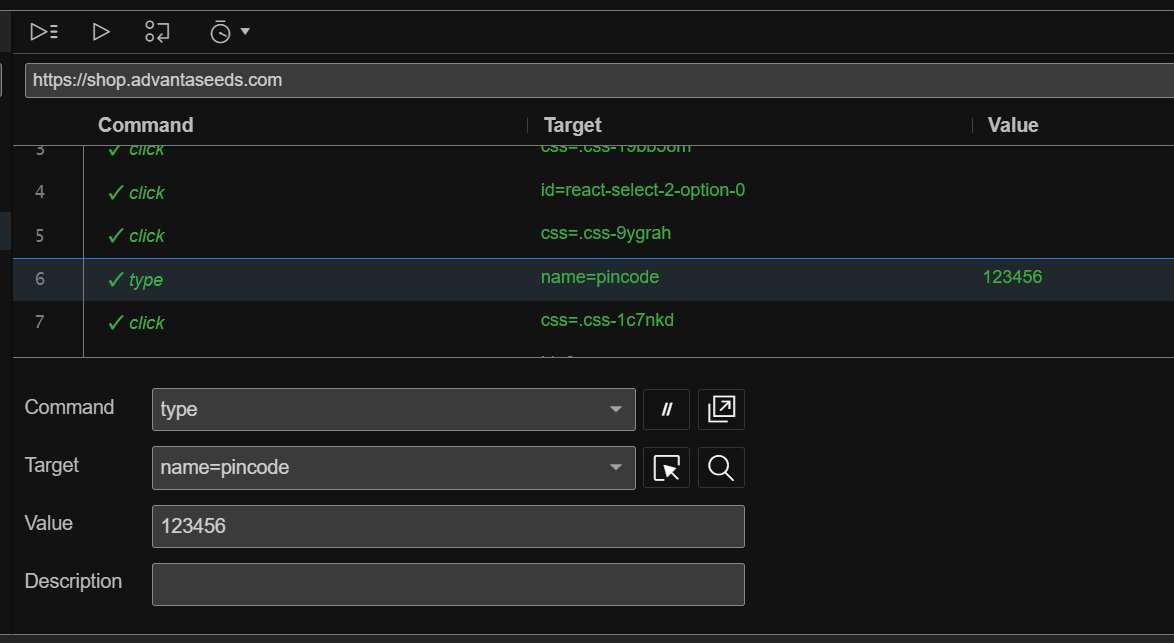 https://shop.advantaseeds.com
Command Target Value
3 ✓ click css=.css-19bb58m
4 ✓ click id=react-select-2-option-0
5 ✓ click css=.css-9ygrah
6 ✓ type name=pincode 123456
7 ✓ click css=.css-1c7nkd
Command type //
Target name=pincode
Value 123456
Description